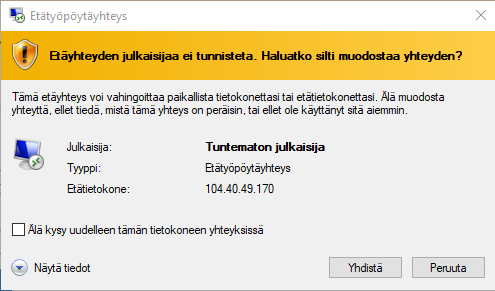 Etätyöpöytäyhteys
Etäyhteyden julkaisijaa ei tunnisteta. Haluatko silti muodostaa yhteyden?
Tämä etäyhteys voi vahingoittaa paikallista tietokonettasi tai etätietokonettasi. Älä muodosta
yhteyttä, ellet tiedä, mistä tämä yhteys on peräisin, tai ellet ole käyttänyt sitä aiemmin.
Julkaisija: Tuntematon julkaisija
Tyyppi: Etätyöpöytäyhteys
Etätietokone: 104.40.49.170
Älä kysy uudelleen tämän tietokoneen yhteyksissä
Näytä tiedot Yhdistä Peruuta